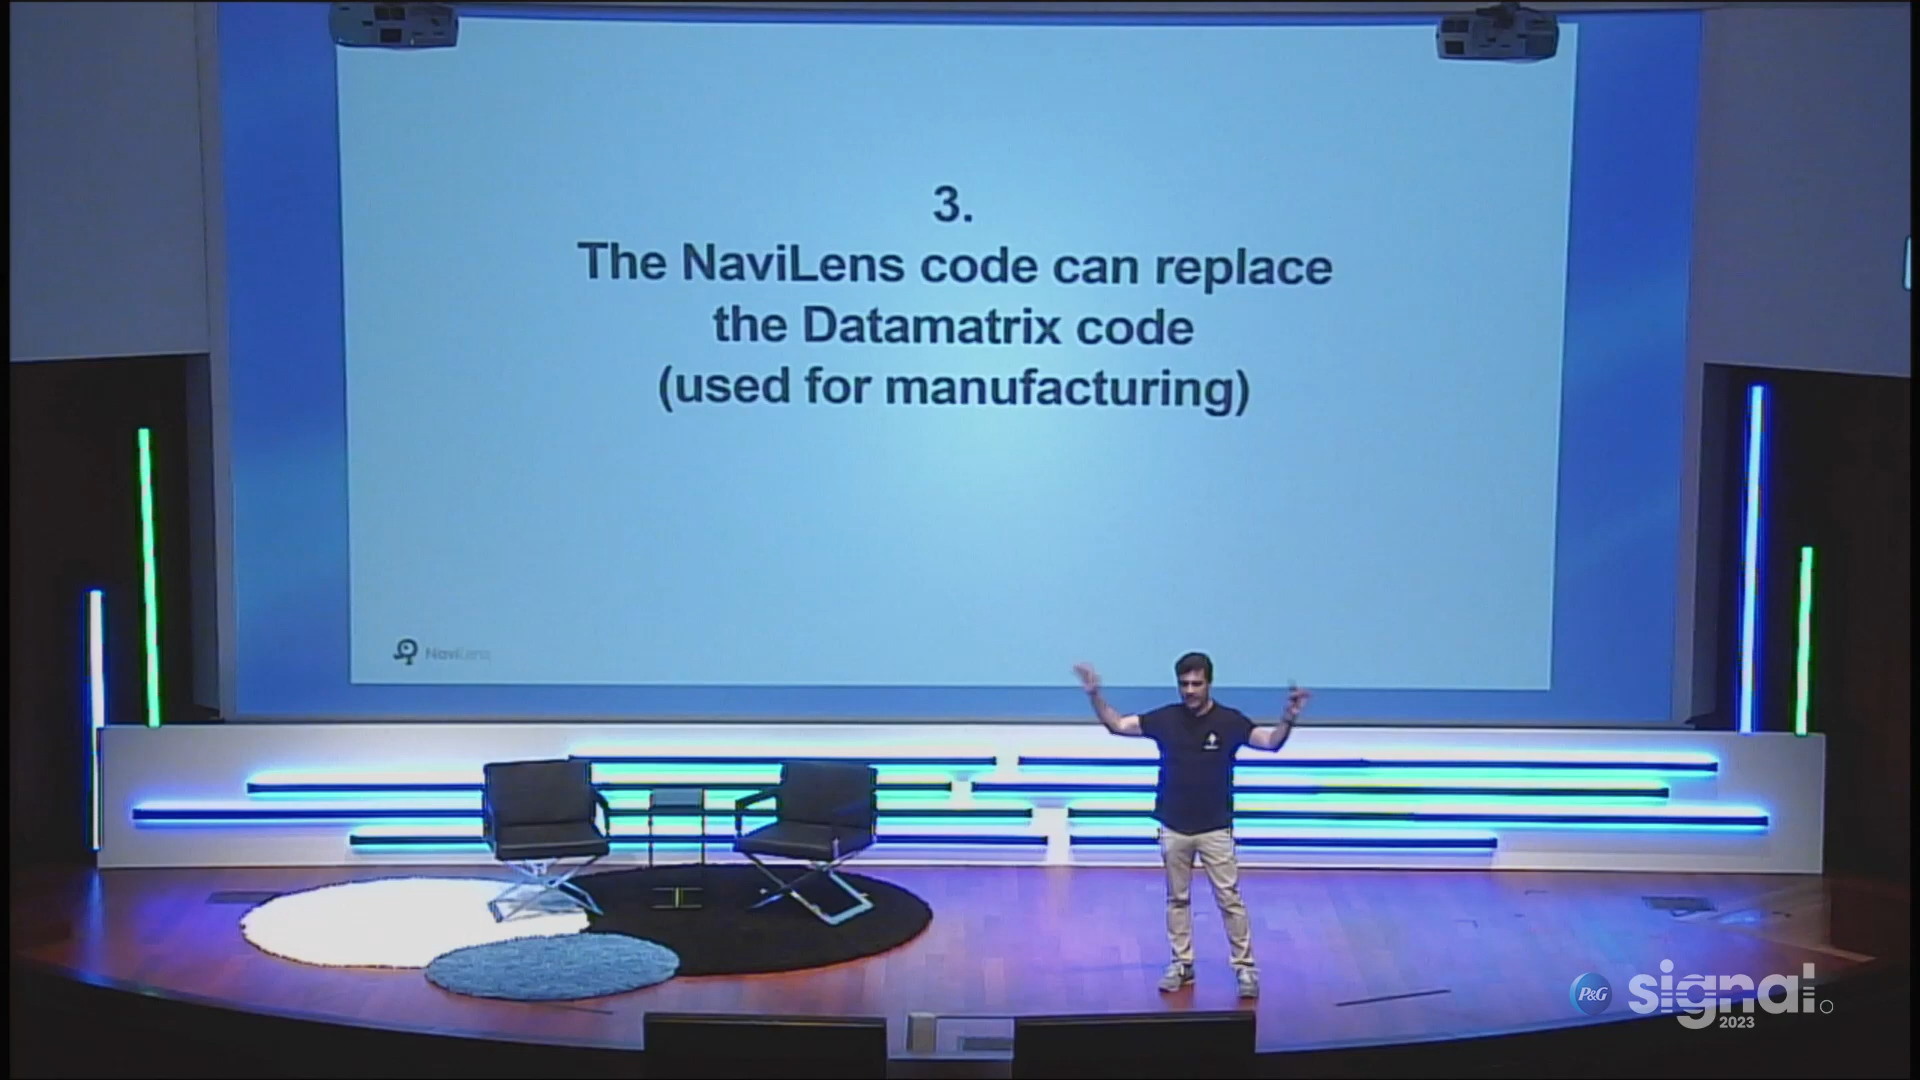 3.
The NaviLens code can replace
the Datamatrix code
(used for manufacturing)
NaviLens
P&G
signal.
2023